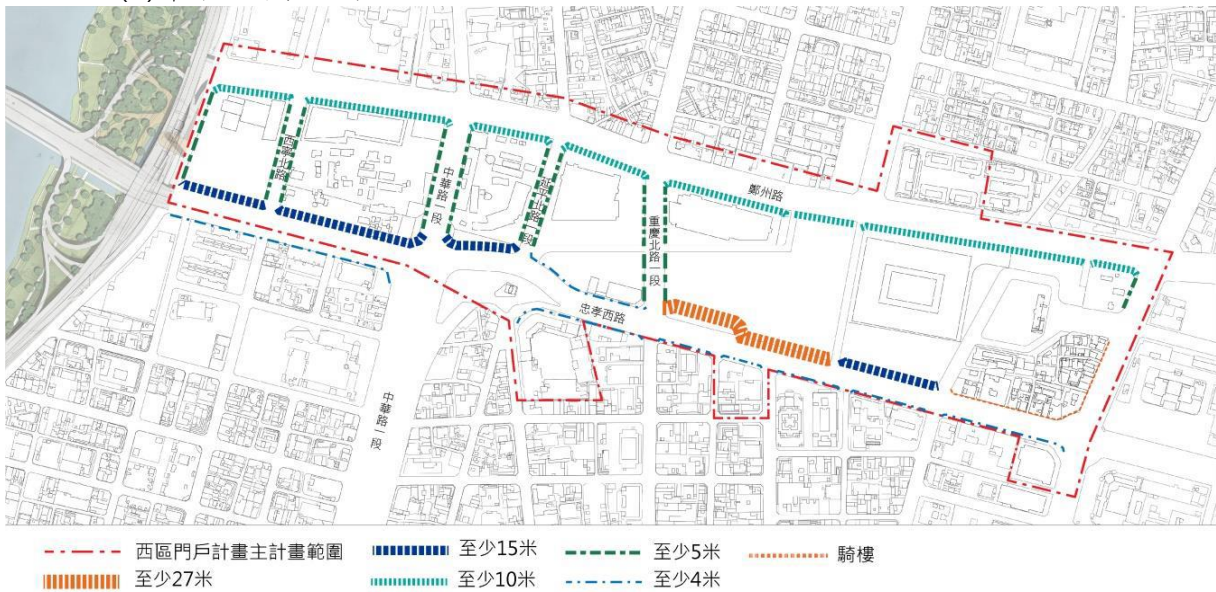 西寧北路
中華路一段
延平北路一段
重慶北路一段
鄭州路
忠孝西路
中華路一段
西區門戶計畫主計畫範圍
至少15米
至少5米
騎樓
至少27米
至少10米
至少4米